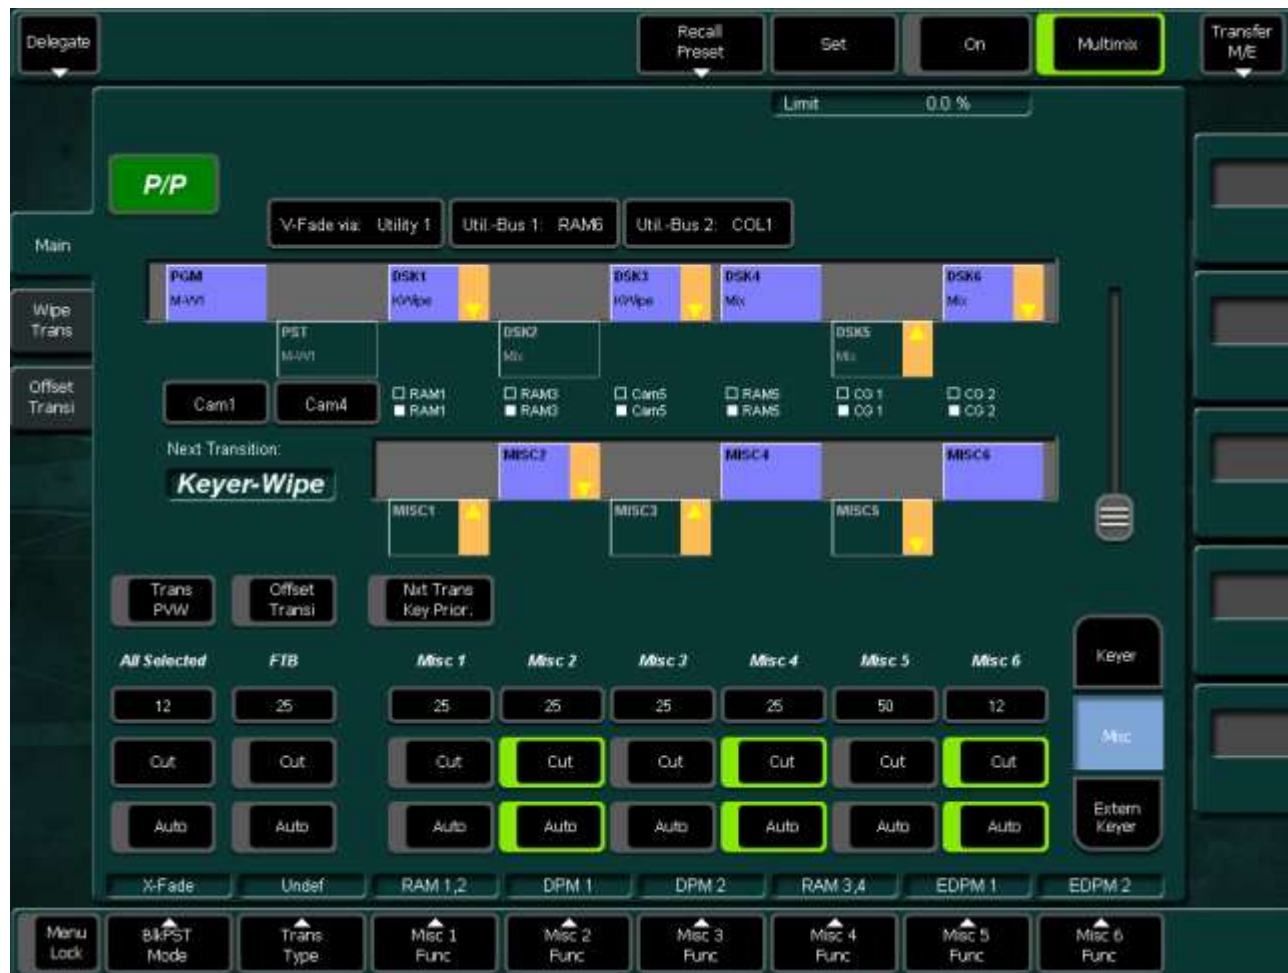 Delegate
Recall
Preset
Set
On
Multimix
Transfer
M/E
Limit 0.0 %
P/P
V-Fade via: Utility 1
Util.-Bus 1: RAM6
Util.-Bus 2: COL1
Main
Wipe
Trans
Offset
Transi
PGM
M-W1
DSK1
KWipe
DSK3
KWipe
DSK4
Mix
DSK6
Mix
PST
M-W1
DSK2
Mix
DSK5
Mix
Cam1
Cam4
RAM1
RAM1
RAM3
RAM3
Cam5
Cam5
RAM5
RAM5
CG 1
CG 1
CG 2
CG 2
Next Transition:
Keyer-Wipe
MISC2
MISC4
MISC6
MISC1
MISC3
MISC5
Trans
PVW
Offset
Transi
Nxt Trans
Key Prior.
All Selected
FTB
Misc 1
Misc 2
Misc 3
Misc 4
Misc 5
Misc 6
12
25
25
25
25
25
50
12
Cut
Cut
Cut
Cut
Cut
Cut
Cut
Cut
Auto
Auto
Auto
Auto
Auto
Auto
Auto
Auto
Keyer
Misc
Extern
Keyer
X-Fade
Undef
RAM 1,2
DPM 1
DPM 2
RAM 3,4
EDPM 1
EDPM 2
Menu
Lock
BlkPST
Mode
Trans
Type
Misc 1
Func
Misc 2
Func
Misc 3
Func
Misc 4
Func
Misc 5
Func
Misc 6
Func